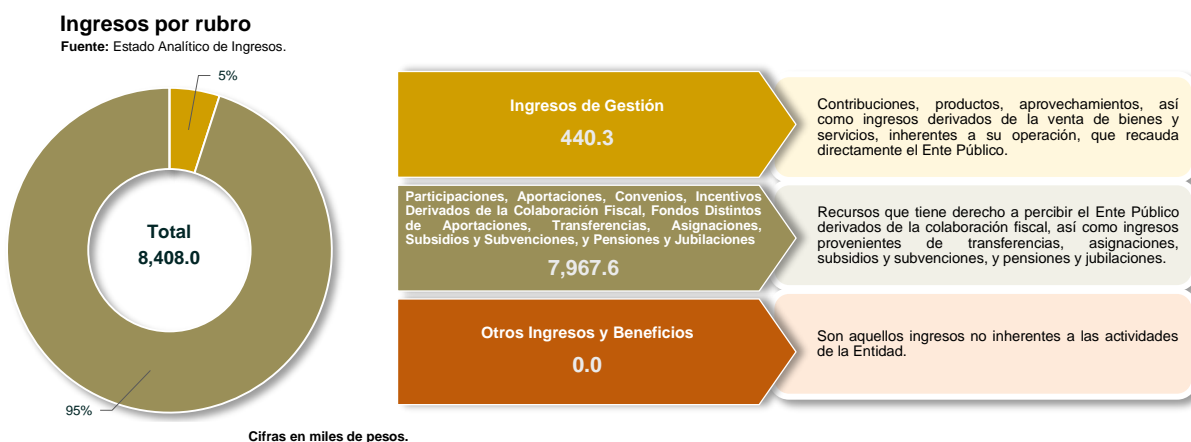 Ingresos por rubro
Fuente: Estado Analítico de Ingresos.
5%
Total
8,408.0
95%
Ingresos de Gestión
440.3
Contribuciones, productos, aprovechamientos, así
como ingresos derivados de la venta de bienes y
servicios, inherentes a su operación, que recauda
directamente el Ente Público.
Participaciones, Aportaciones, Convenios, Incentivos
Derivados de la Colaboración Fiscal, Fondos Distintos
de Aportaciones, Transferencias, Asignaciones,
Subsidios y Subvenciones, y Pensiones y Jubilaciones
7,967.6
Recursos que tiene derecho a percibir el Ente Público
derivados de la colaboración fiscal, así como ingresos
provenientes de transferencias, asignaciones,
subsidios y subvenciones, y pensiones y jubilaciones.
Otros Ingresos y Beneficios
0.0
Son aquellos ingresos no inherentes a las actividades
de la Entidad.
Cifras en miles de pesos.